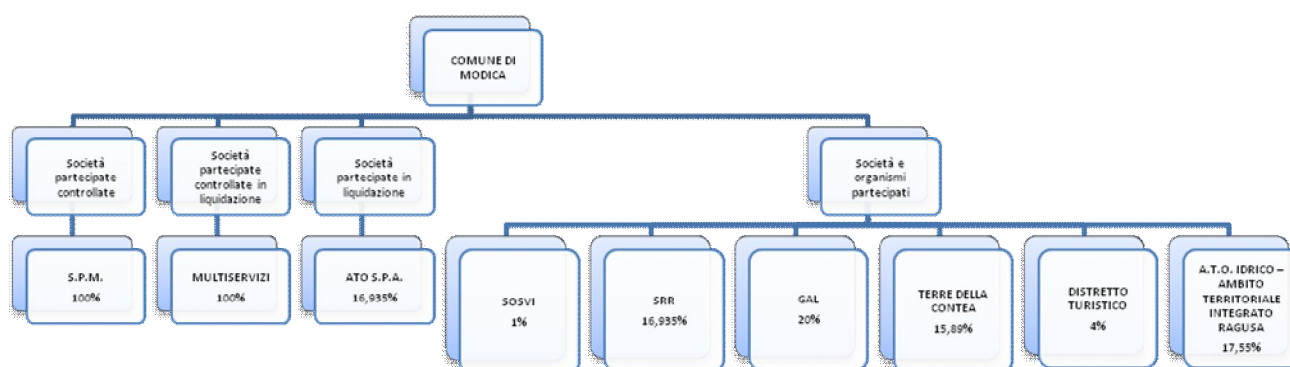 COMUNE DI
MODICA
Società
partecipate
controllate
Società
partecipate
controllate in
liquidazione
Società
partecipate in
liquidazione
Società e
organismi
partecipati
S.P.M.
100%
MULTISERVIZI
100%
ATO S.P.A.
16,935%
SOSVI
1%
SRR
16,935%
GAL
20%
TERRE DELLA
CONTEA
15,89%
DISTRETTO
TURISTICO
4%
A.T.O. IDRICO –
AMBITO
TERRITORIALE
INTEGRATO
RAGUSA
17,55%